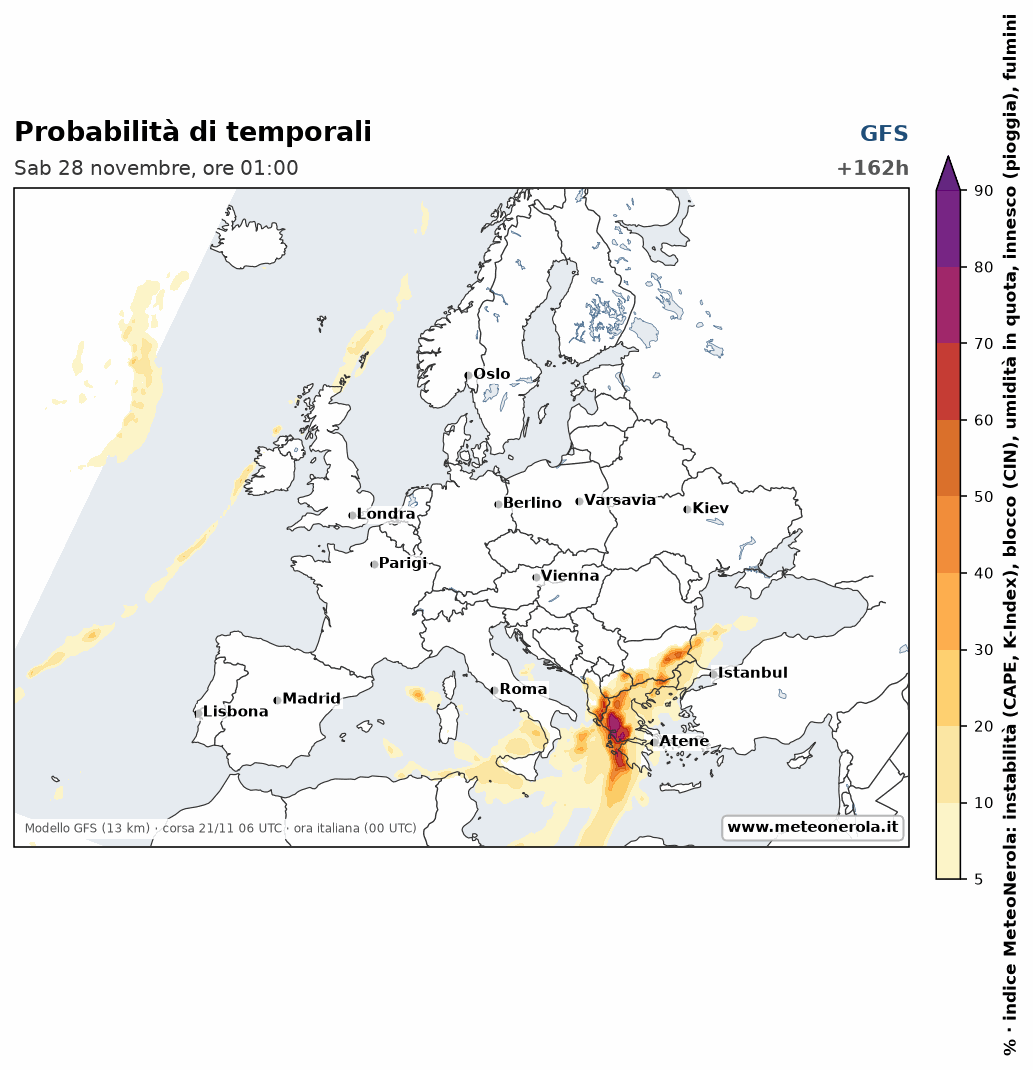 Probabilità di temporali
GFS
Sab 28 novembre, ore 01:00
+162h
90
80
70
60
50
40
30
20
10
5
% · indice MeteoNerola: instabilità (CAPE, K-Index), blocco (CIN), umidità in quota, innesco (pioggia), fulmini
Oslo
Berlino
Varsavia
Kiev
Londra
Parigi
Vienna
Istanbul
Roma
Madrid
Lisbona
Atene
Modello GFS (13 km) · corsa 21/11 06 UTC · ora italiana (00 UTC)
www.meteonerola.it